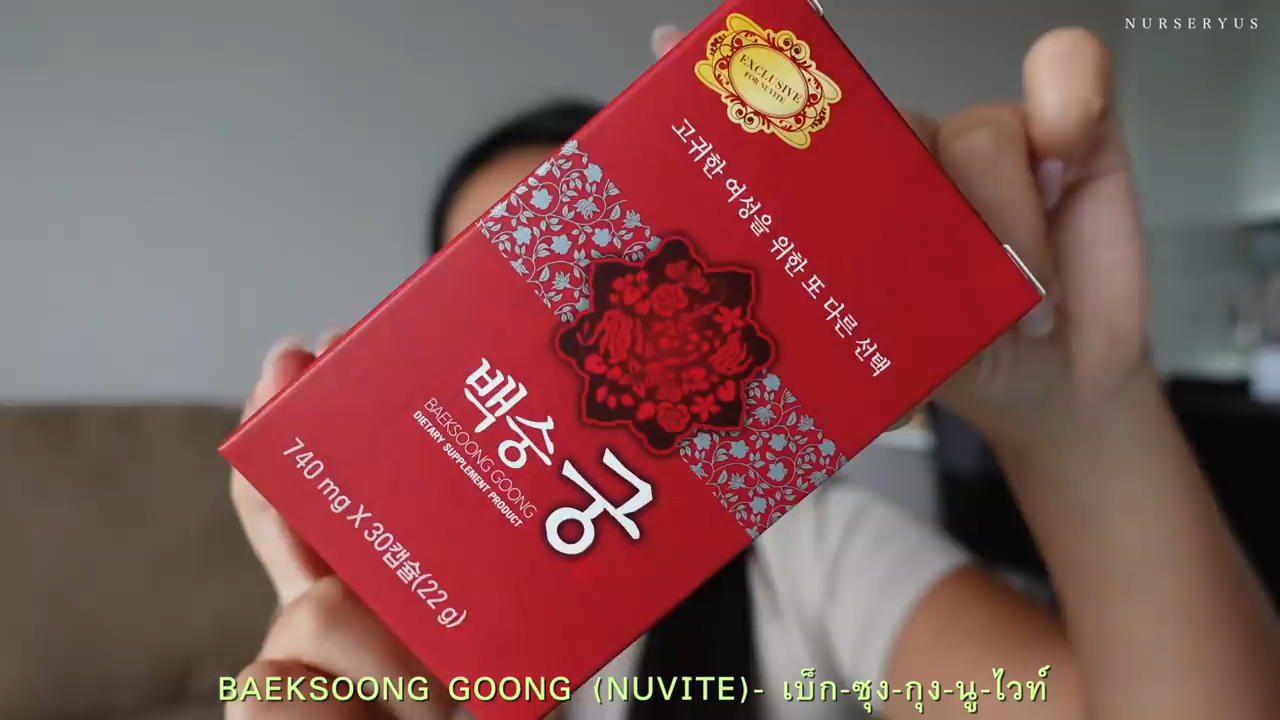 NURSERYUS
EXCLUSIVE
FOR NUVITE
고귀한 여성을 위한 또 다른 선택
백숭궁
BAEKSOONG GOONG
DIETARY SUPPLEMENT PRODUCT
740 mg X 30캡슐(22 g)
BAEKSOONG GOONG (NUVITE)- เบ็ก-ซุง-กุง-นู-ไวท์